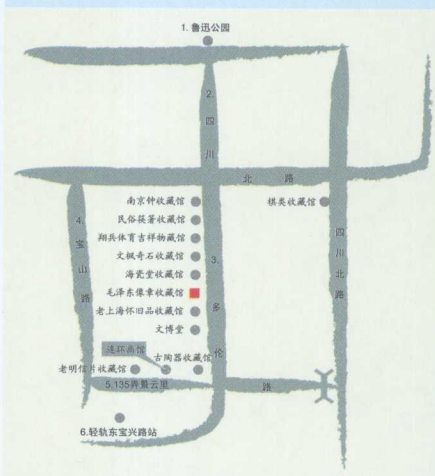 1.鲁迅公园
2.四川
北路
南京钟收藏馆
棋类收藏馆
民俗筷箸收藏馆
翔兵体育吉祥物藏馆
4.宝山路
四川北路
文枫奇石收藏馆
海瓷堂收藏馆
3.多伦
毛泽东像章收藏馆
老上海怀旧品收藏馆
文博堂
连环画馆
古陶器收藏馆
老明信片收藏馆
5.135弄景云里
路
6.轻轨东宝兴路站